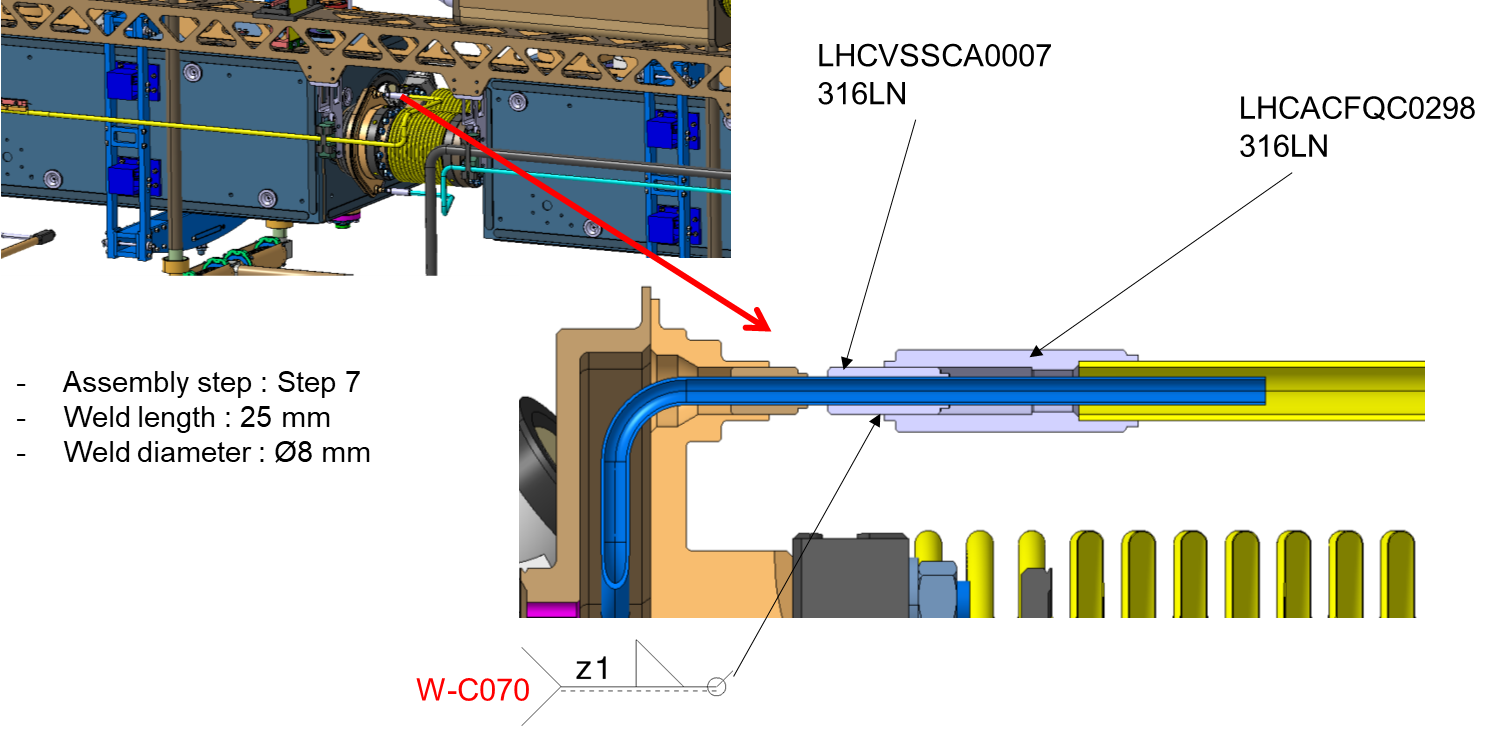 LHCVSSCA0007
316LN
LHCACFQC0298
316LN
- Assembly step : Step 7
- Weld length : 25 mm
- Weld diameter : Ø8 mm
z1
W-C070